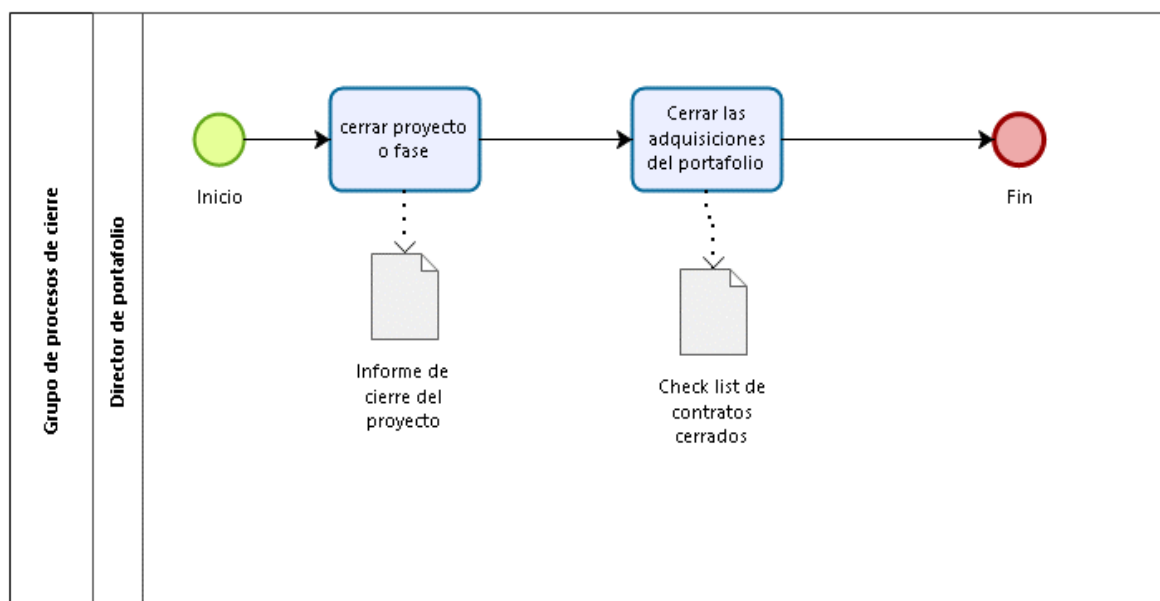 Grupo de procesos de cierre
Director de portafolio
Inicio
cerrar proyecto
o fase
Cerrar las
adquisiciones
del portafolio
Fin
Informe de
cierre del
proyecto
Check list de
contratos
cerrados